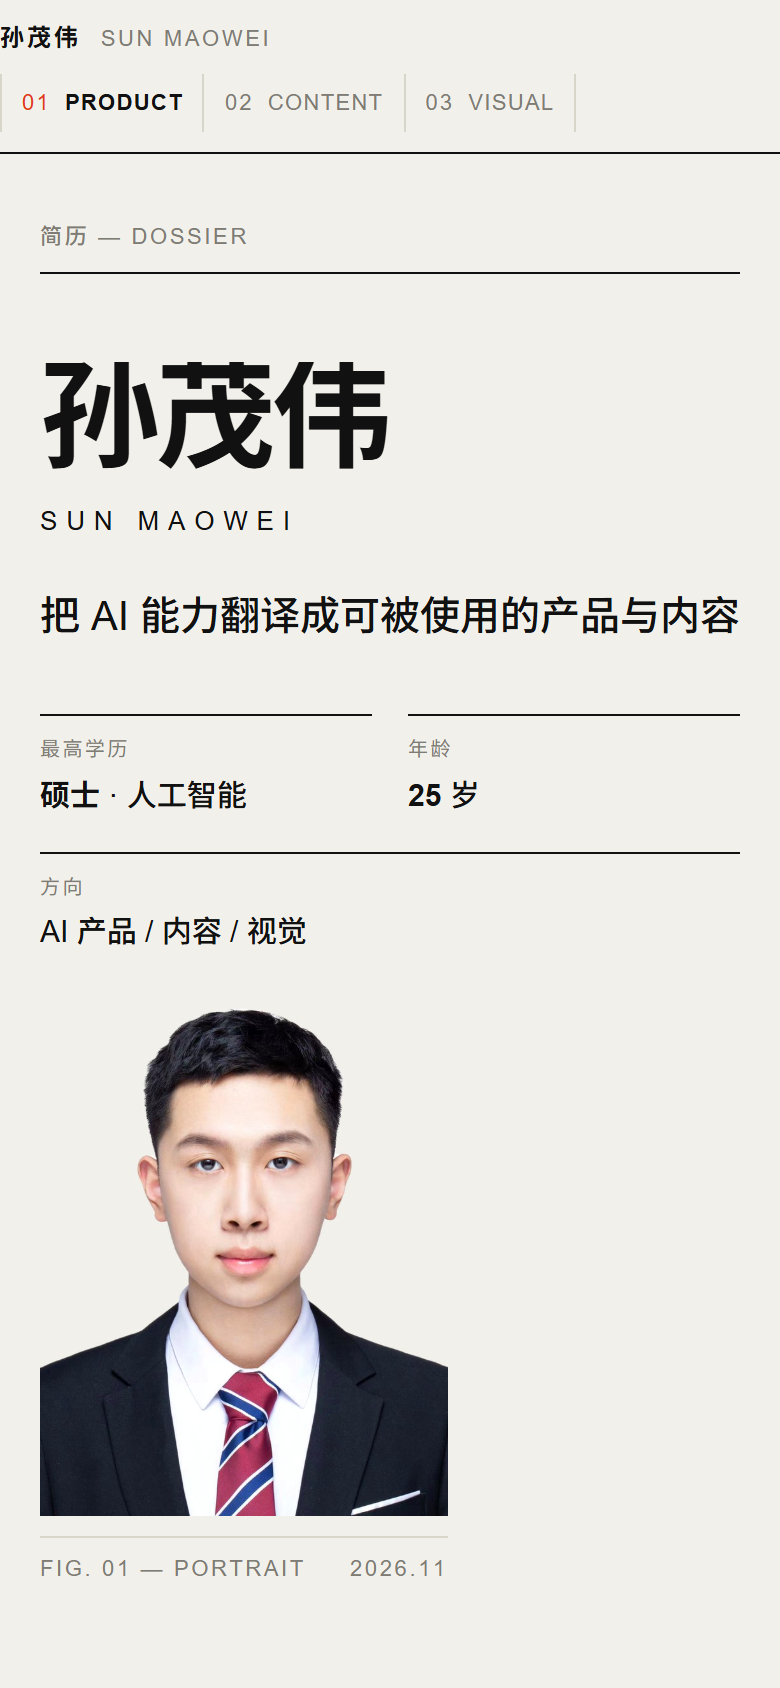 孙茂伟 SUN MAOWEI
01 PRODUCT 02 CONTENT 03 VISUAL
简历 — DOSSIER
孙茂伟
SUN MAOWEI
把 AI 能力翻译成可被使用的产品与内容
最高学历 年龄
硕士 · 人工智能 25 岁
方向
AI 产品 / 内容 / 视觉
FIG. 01 — PORTRAIT 2026.11